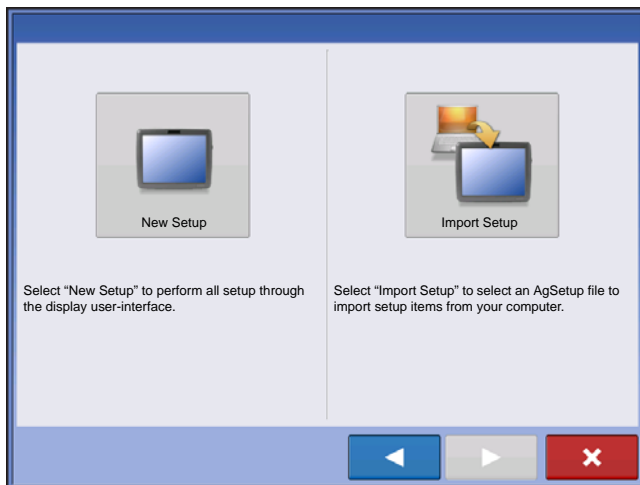 New Setup
Import Setup
Select “New Setup” to perform all setup through
the display user-interface.
Select “Import Setup” to select an AgSetup file to
import setup items from your computer.